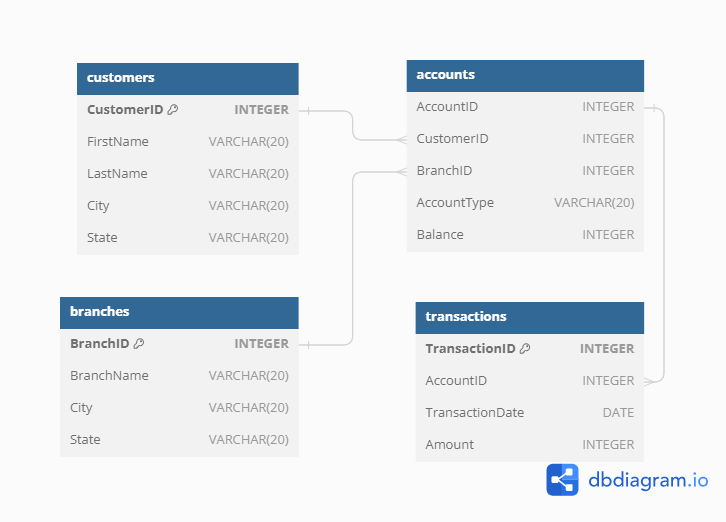 customers
CustomerID INTEGER
FirstName VARCHAR(20)
LastName VARCHAR(20)
City VARCHAR(20)
State VARCHAR(20)
accounts
AccountID INTEGER
CustomerID INTEGER
BranchID INTEGER
AccountType VARCHAR(20)
Balance INTEGER
branches
BranchID INTEGER
BranchName VARCHAR(20)
City VARCHAR(20)
State VARCHAR(20)
transactions
TransactionID INTEGER
AccountID INTEGER
TransactionDate DATE
Amount INTEGER
dbdiagram.io